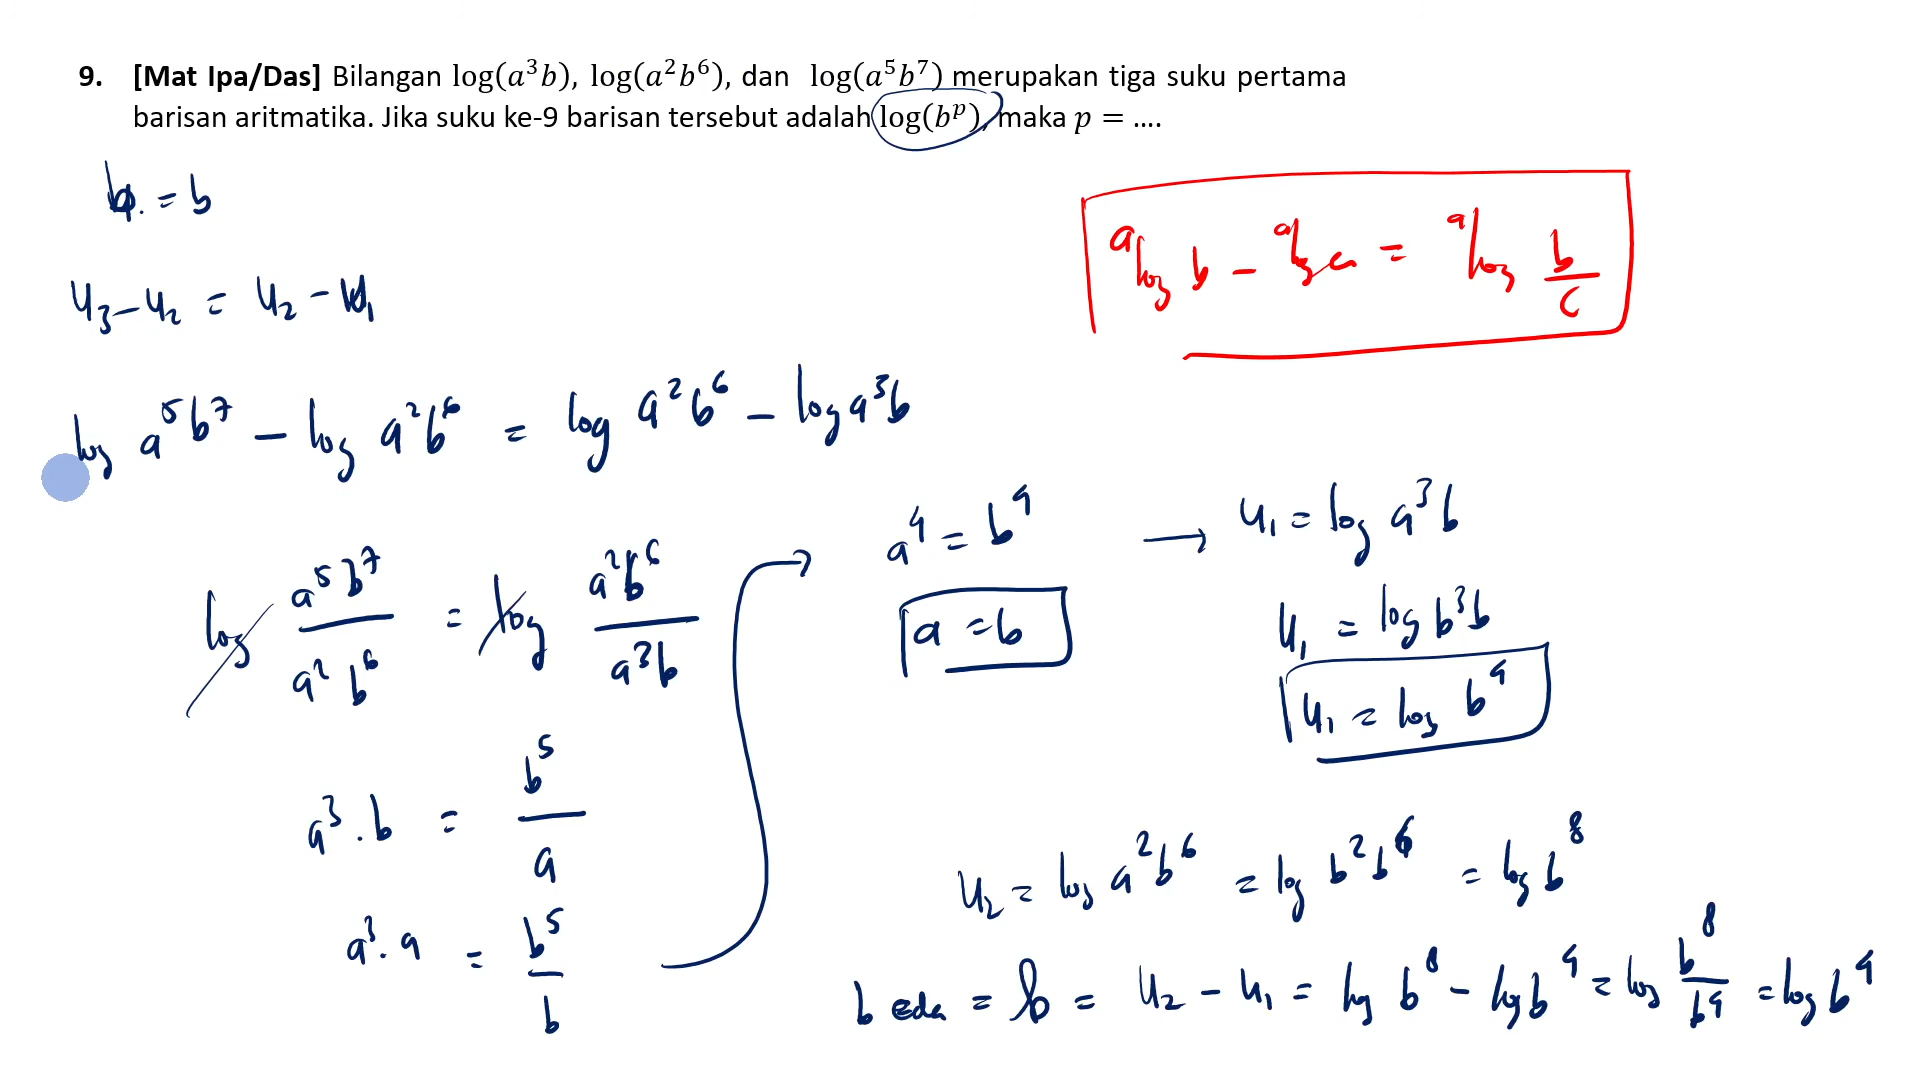 9. [Mat Ipa/Das] Bilangan log(a³b), log(a²b⁶), dan log(a⁵b⁷) merupakan tiga suku pertama
barisan aritmatika. Jika suku ke-9 barisan tersebut adalah log(bᵖ), maka p = ....
= b
ᵃlog b - ᵃlog c = ᵃlog b/c
U₃ - U₂ = U₂ - U₁
log a⁵b⁷ - log a²b⁶ = log a²b⁶ - log a³b
log a⁵b⁷/a²b⁶ = log a²b⁶/a³b
a³ . b = b⁵/a
a³ . a = b⁵/b
a⁴ = b⁴ → U₁ = log a³b
a = b
U₁ = log b³b
U₁ = log b⁴
U₂ = log a²b⁶ = log b²b⁶ = log b⁸
beda = b = U₂ - U₁ = log b⁸ - log b⁴ = log b⁸/b⁴ = log b⁴